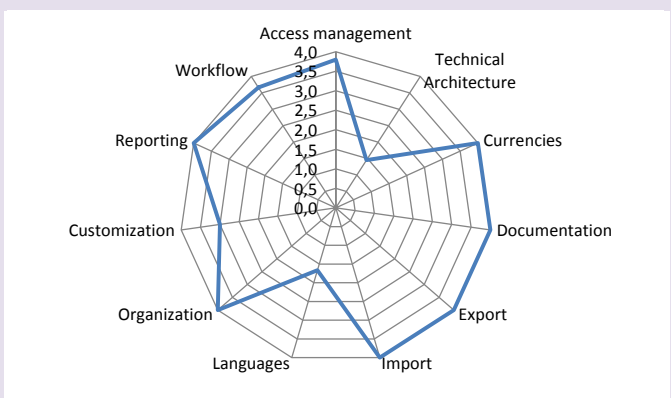 Access management
4,0
3,5
3,0
2,5
2,0
1,5
1,0
0,5
0,0
Technical
Architecture
Currencies
Documentation
Export
Import
Languages
Organization
Customization
Reporting
Workflow